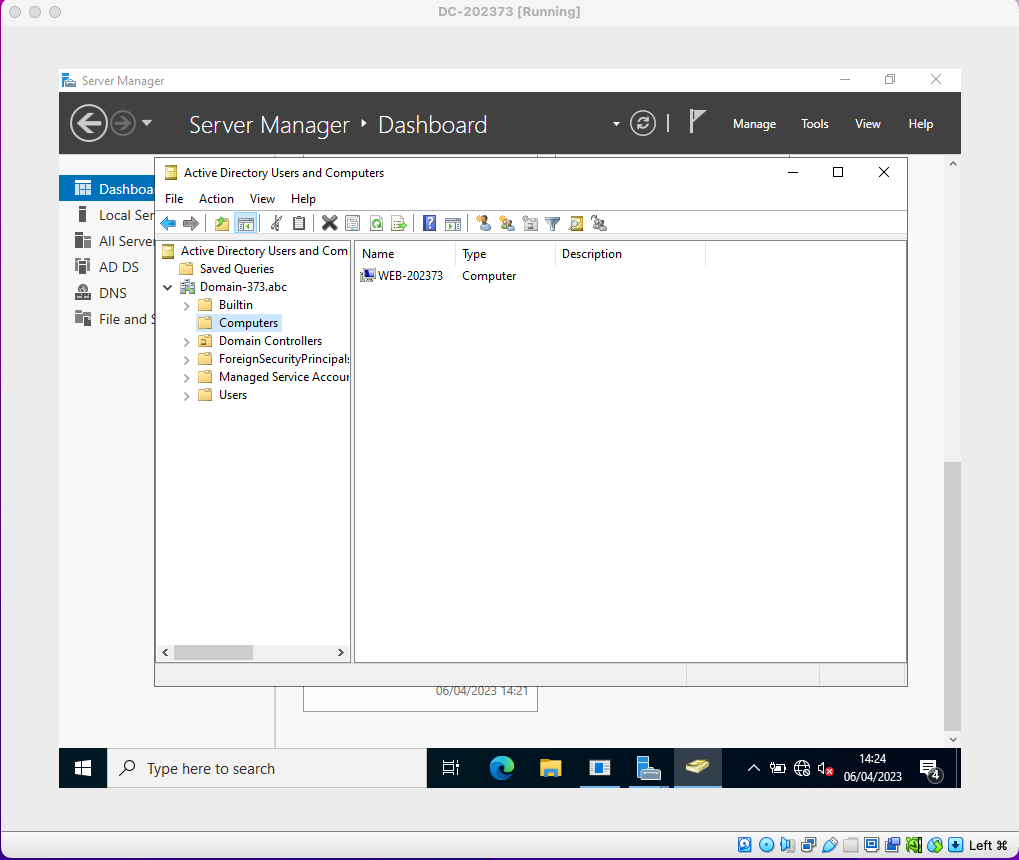 DC-202373 [Running]
Server Manager
Server Manager ‣ Dashboard
Manage Tools View Help
Active Directory Users and Computers
File Action View Help
Dashboa
Local Ser
All Server
AD DS
DNS
File and S
Active Directory Users and Com
Saved Queries
Domain-373.abc
Builtin
Computers
Domain Controllers
ForeignSecurityPrincipals
Managed Service Accour
Users
Name Type Description
WEB-202373 Computer
06/04/2023 14:21
Type here to search
14:24
06/04/2023
4
Left ⌘